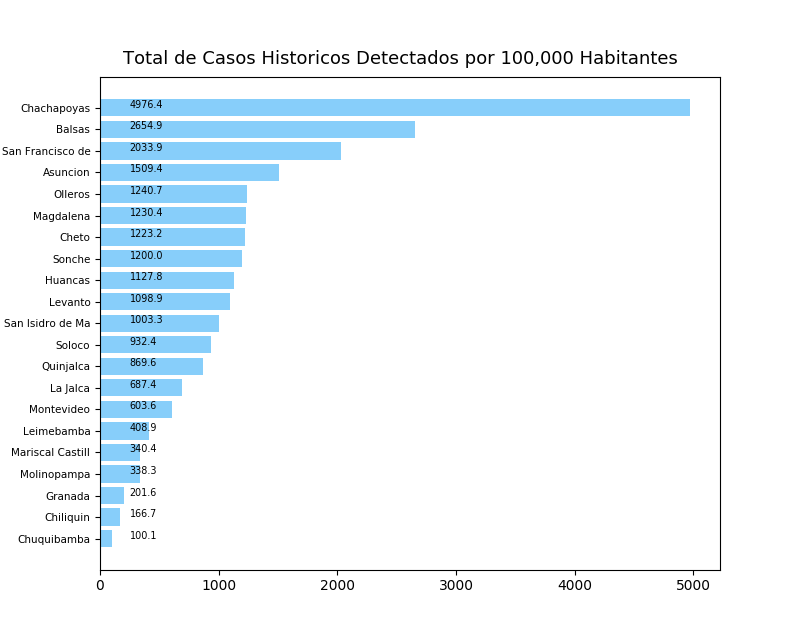 Total de Casos Historicos Detectados por 100,000 Habitantes
Chachapoyas 4976.4
Balsas 2654.9
San Francisco de 2033.9
Asuncion 1509.4
Olleros 1240.7
Magdalena 1230.4
Cheto 1223.2
Sonche 1200.0
Huancas 1127.8
Levanto 1098.9
San Isidro de Ma 1003.3
Soloco 932.4
Quinjalca 869.6
La Jalca 687.4
Montevideo 603.6
Leimebamba 408.9
Mariscal Castill 340.4
Molinopampa 338.3
Granada 201.6
Chiliquin 166.7
Chuquibamba 100.1
0 1000 2000 3000 4000 5000